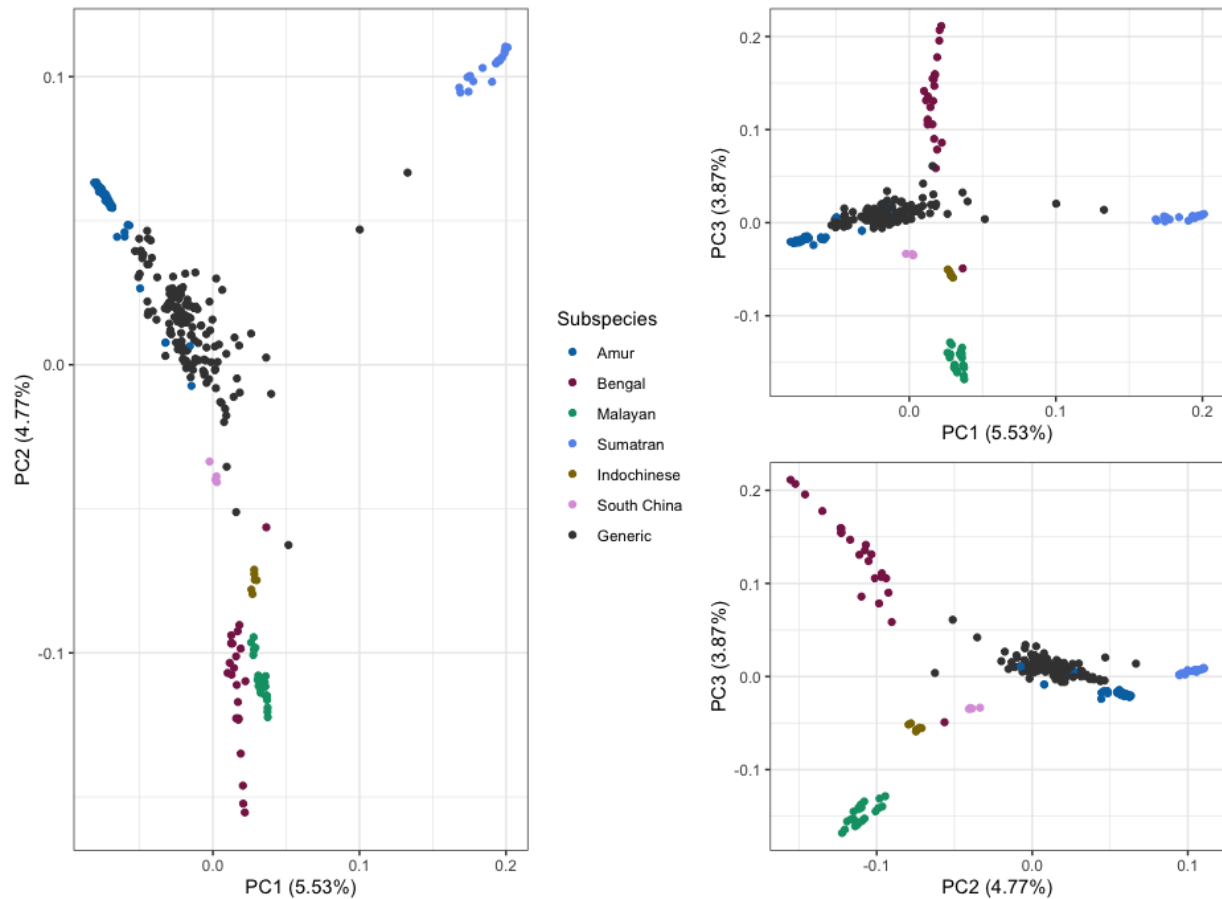 0.1
0.0
-0.1
PC2 (4.77%)
0.0
0.1
0.2
PC1 (5.53%)
Subspecies
Amur
Bengal
Malayan
Sumatran
Indochinese
South China
Generic
0.2
0.1
0.0
-0.1
PC3 (3.87%)
0.0
0.1
0.2
PC1 (5.53%)
0.2
0.1
0.0
-0.1
PC3 (3.87%)
-0.1
0.0
0.1
PC2 (4.77%)